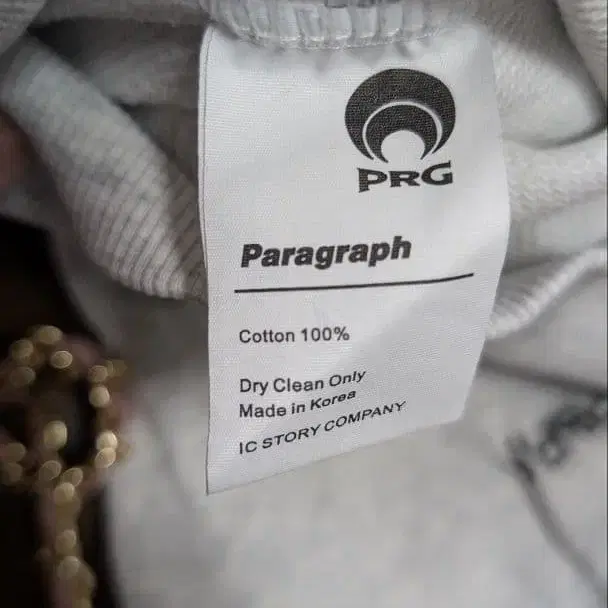 PRG
Paragraph
Cotton 100%
Dry Clean Only
Made in Korea
IC STORY COMPANY